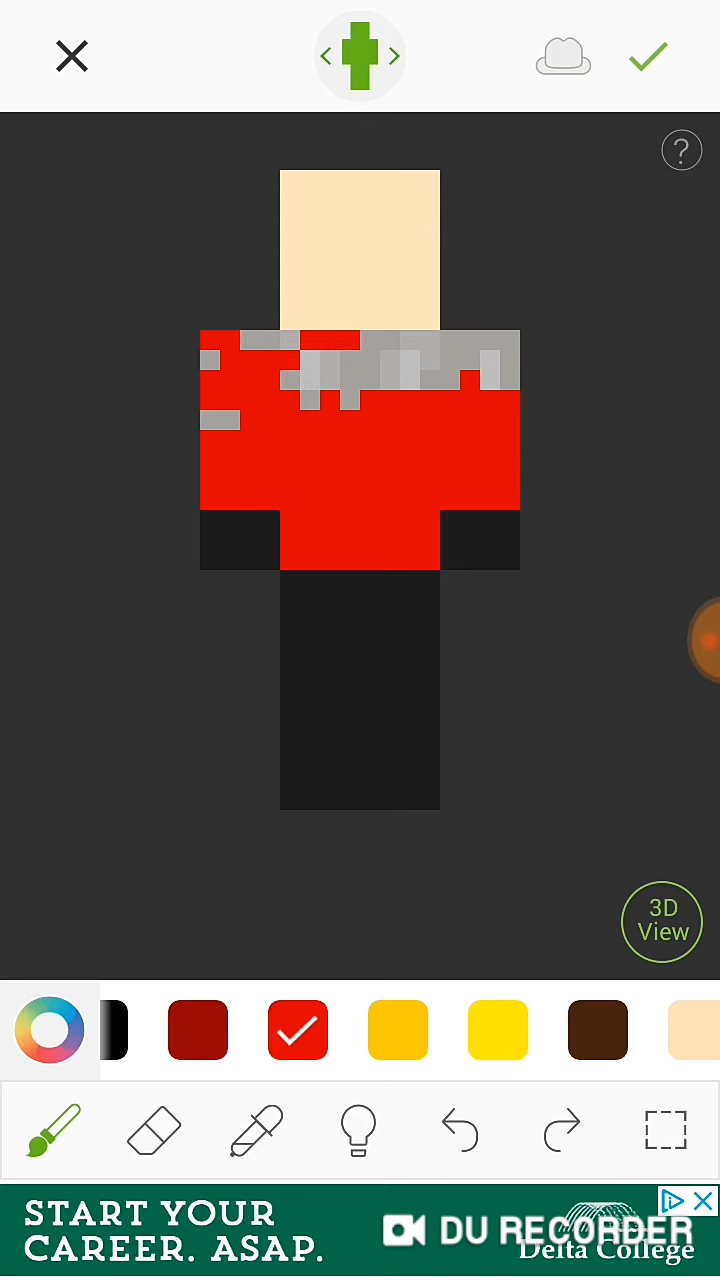 ?
3D
View
START YOUR
CAREER. ASAP.
DU RECORDER
Delta College